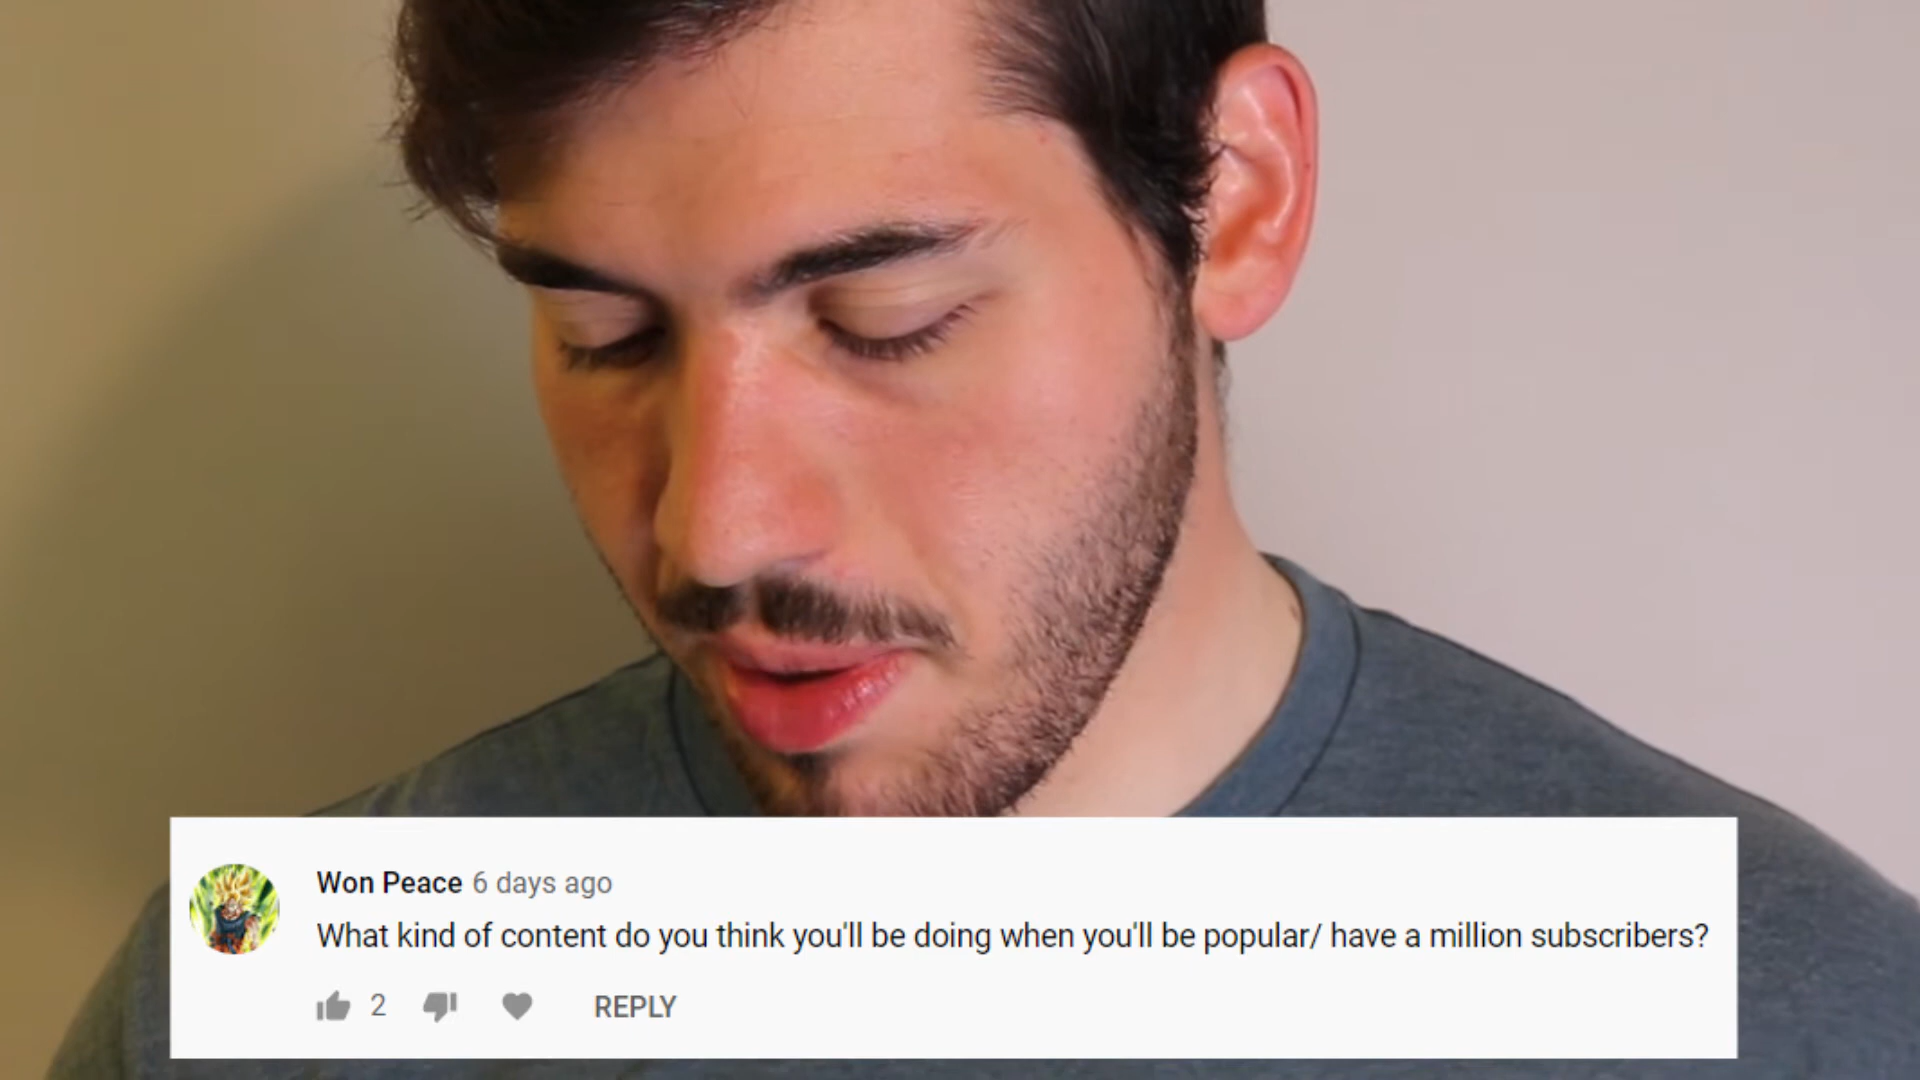 Won Peace 6 days ago
What kind of content do you think you'll be doing when you'll be popular/ have a million subscribers?
2
REPLY